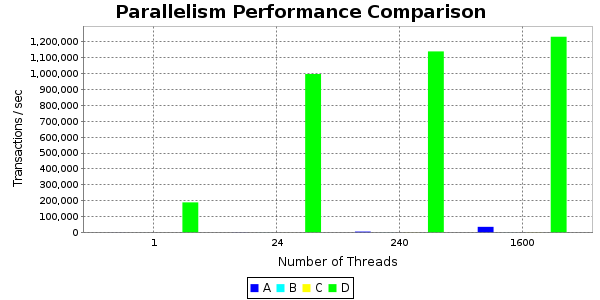 Parallelism Performance Comparison
Transactions / sec
1,200,000
1,100,000
1,000,000
900,000
800,000
700,000
600,000
500,000
400,000
300,000
200,000
100,000
0
1 24 240 1600
Number of Threads
A B C D